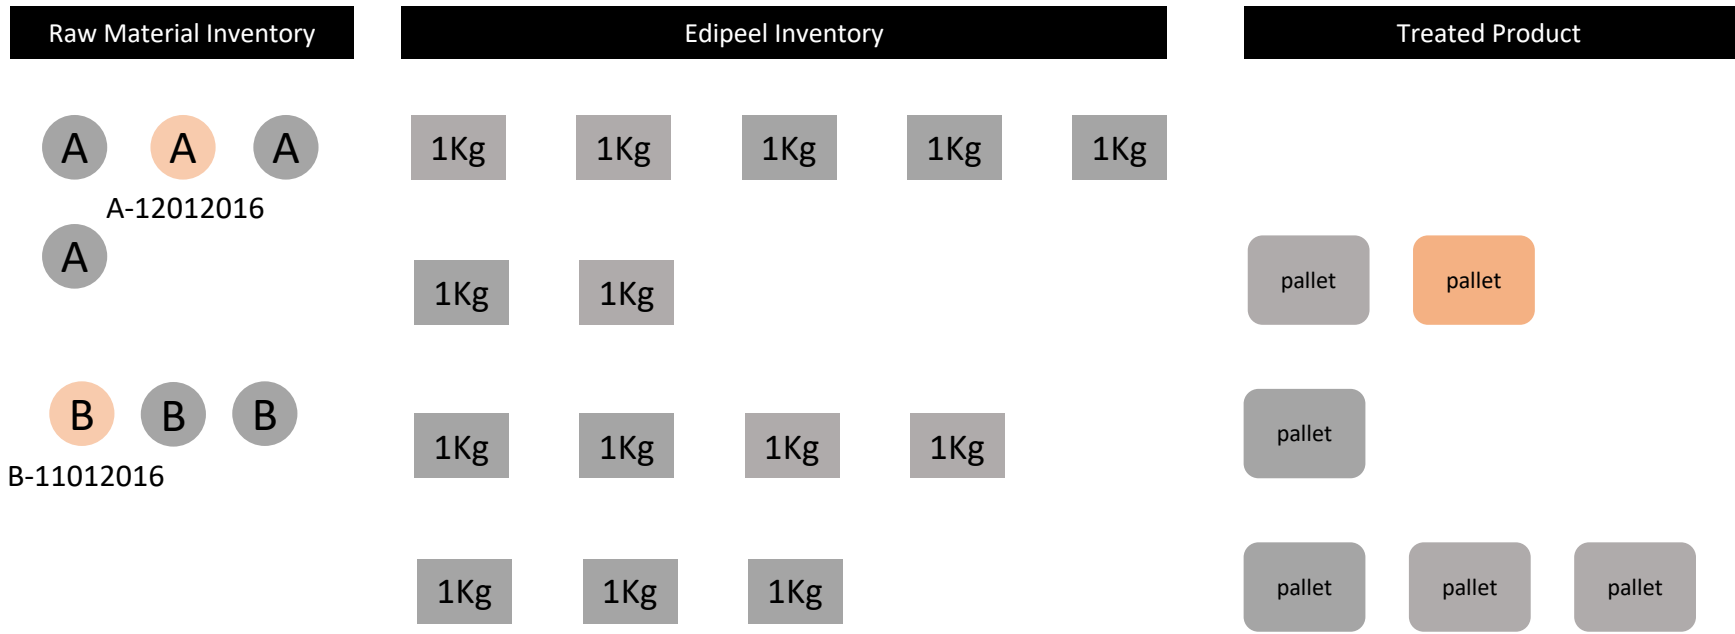 Raw Material Inventory
Edipeel Inventory
Treated Product
A A A
1Kg 1Kg 1Kg 1Kg 1Kg
A-12012016
A
1Kg 1Kg
pallet pallet
B B B
1Kg 1Kg 1Kg 1Kg
pallet
B-11012016
1Kg 1Kg 1Kg
pallet pallet pallet